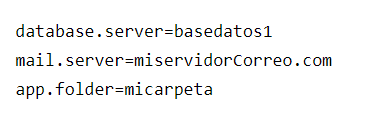 database.server=basedatos1
mail.server=miservidorCorreo.com
app.folder=micarpeta